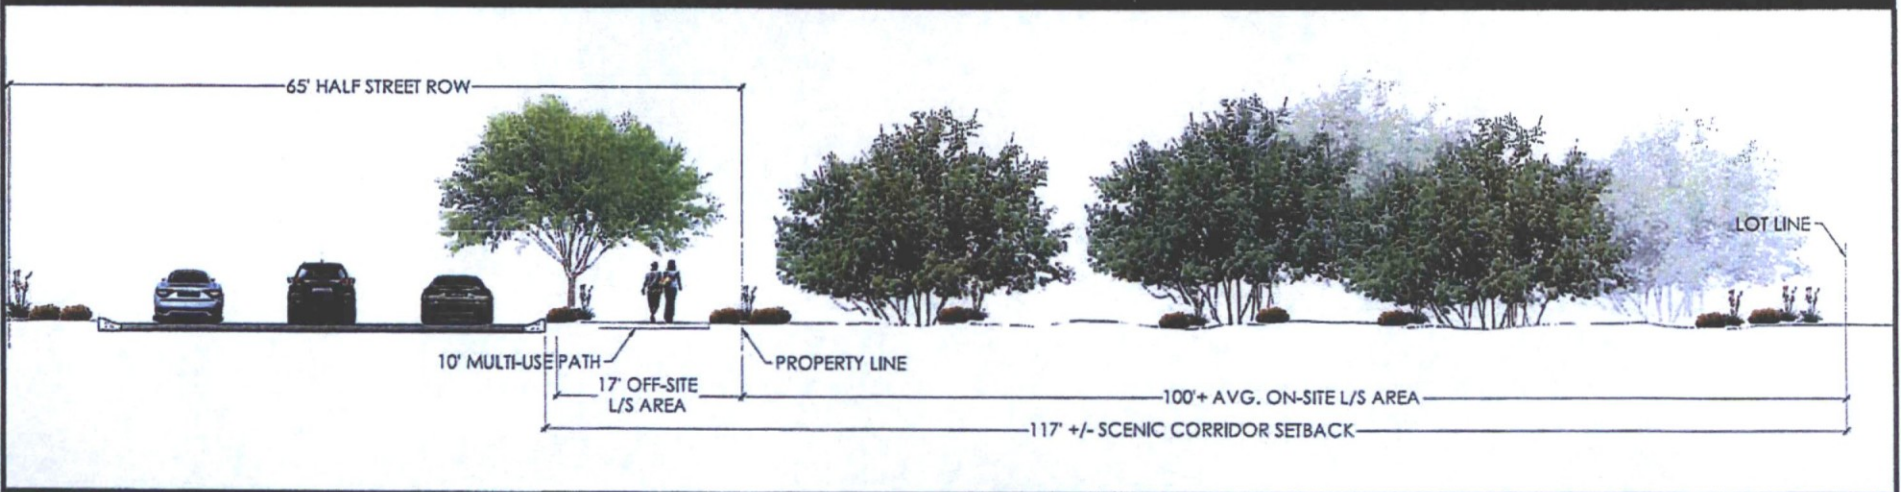 65' HALF STREET ROW
LOT LINE
10' MULTI-USE PATH
PROPERTY LINE
17' OFF-SITE
L/S AREA
100'+ AVG. ON-SITE L/S AREA
117' +/- SCENIC CORRIDOR SETBACK